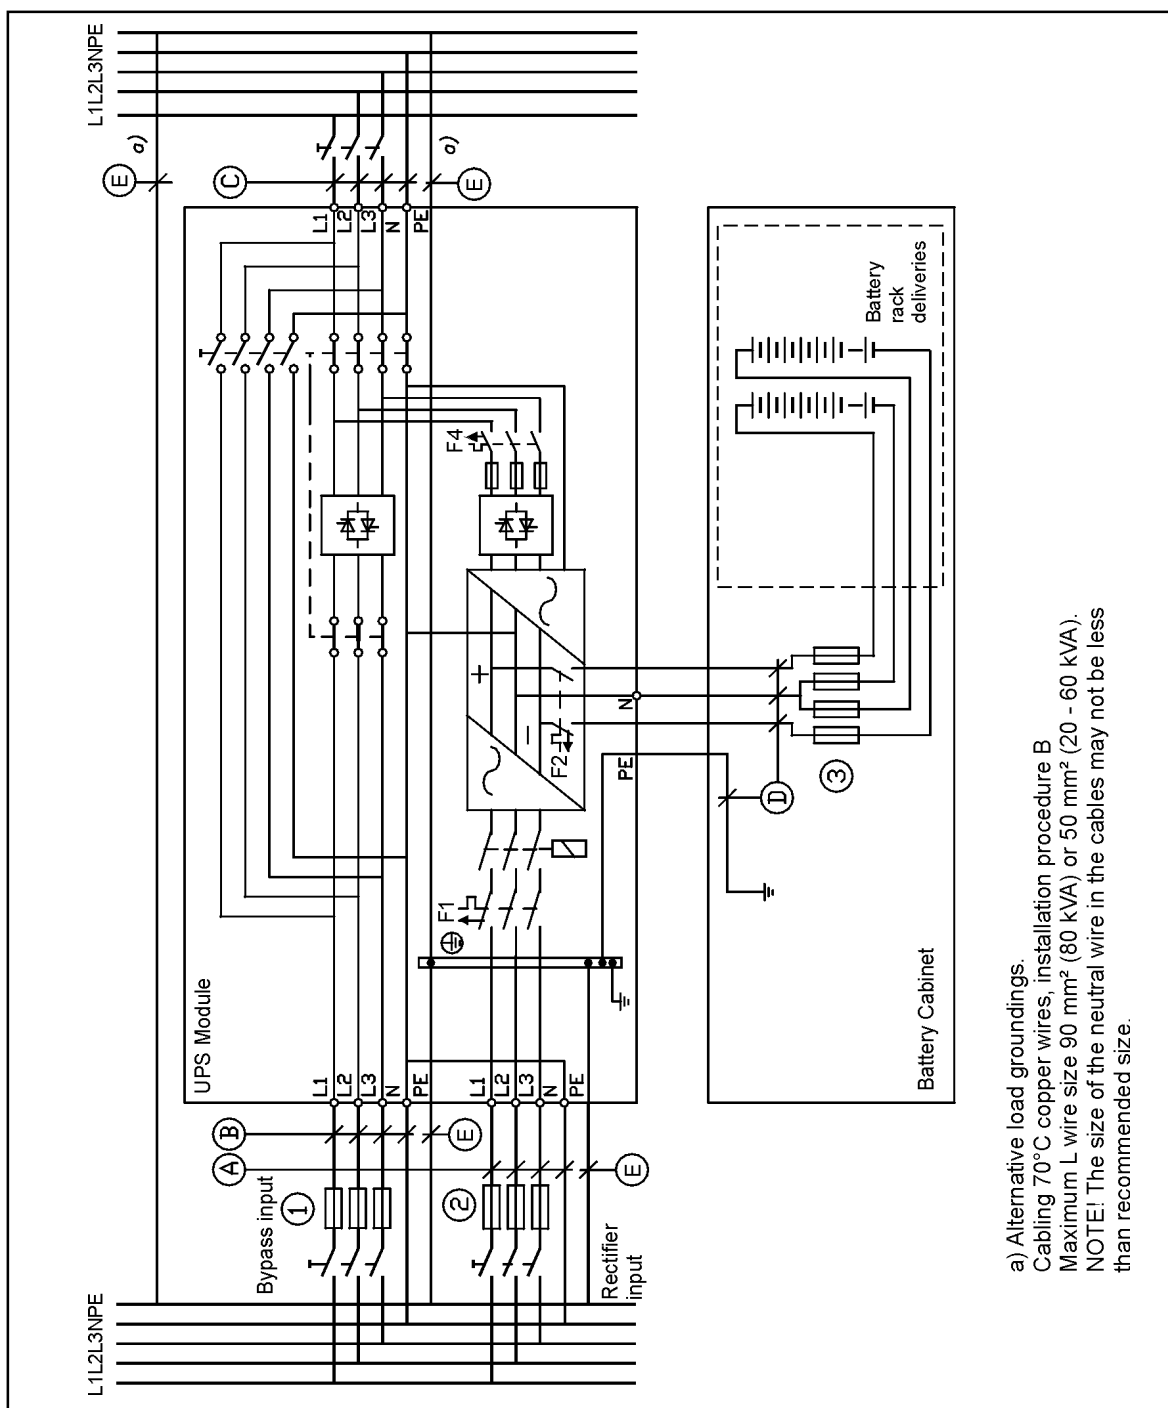 L1L2L3NPE
L1L2L3NPE
E
a)
C
a)
E
L1
L2
L3
N
PE
UPS Module
F4
F2
F1
+
−
N
PE
L1
L2
L3
N
PE
L1
L2
L3
N
PE
B
A
E
E
Bypass input
1
2
Rectifier
input
Battery
rack
deliveries
3
D
Battery Cabinet
a) Alternative load groundings.
Cabling 70°C copper wires, installation procedure B
Maximum L wire size 90 mm² (80 kVA) or 50 mm² (20 - 60 kVA).
NOTE! The size of the neutral wire in the cables may not be less
than recommended size.